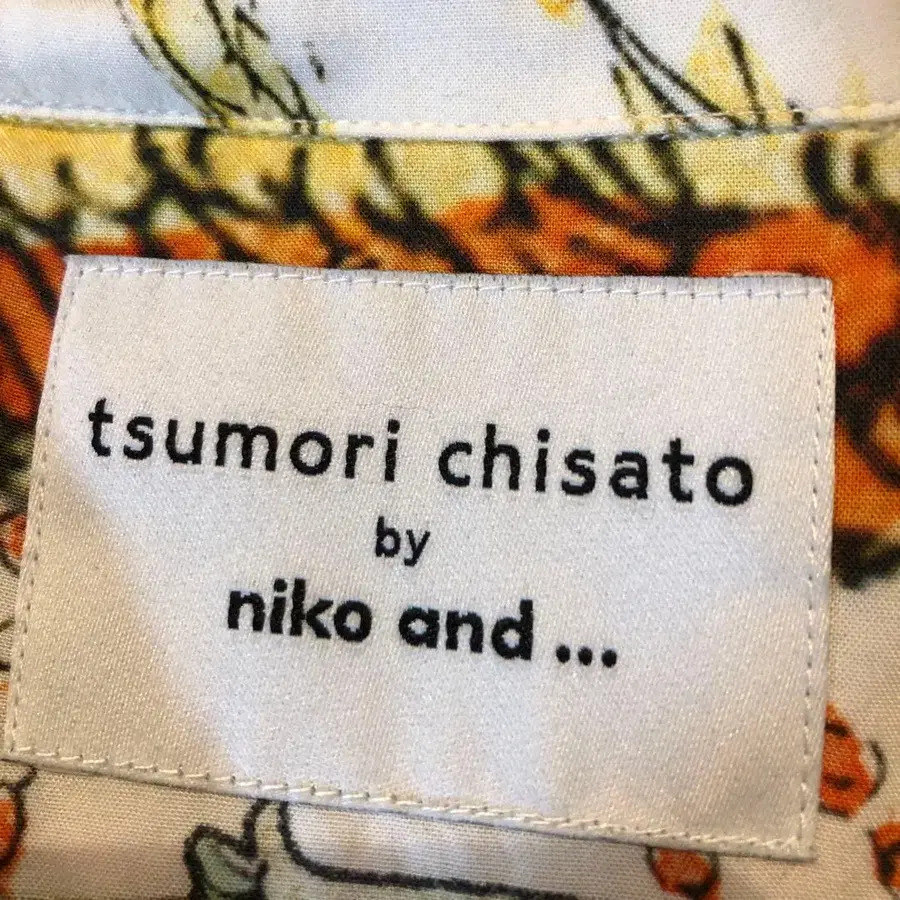 tsumori chisato
by
niko and ...